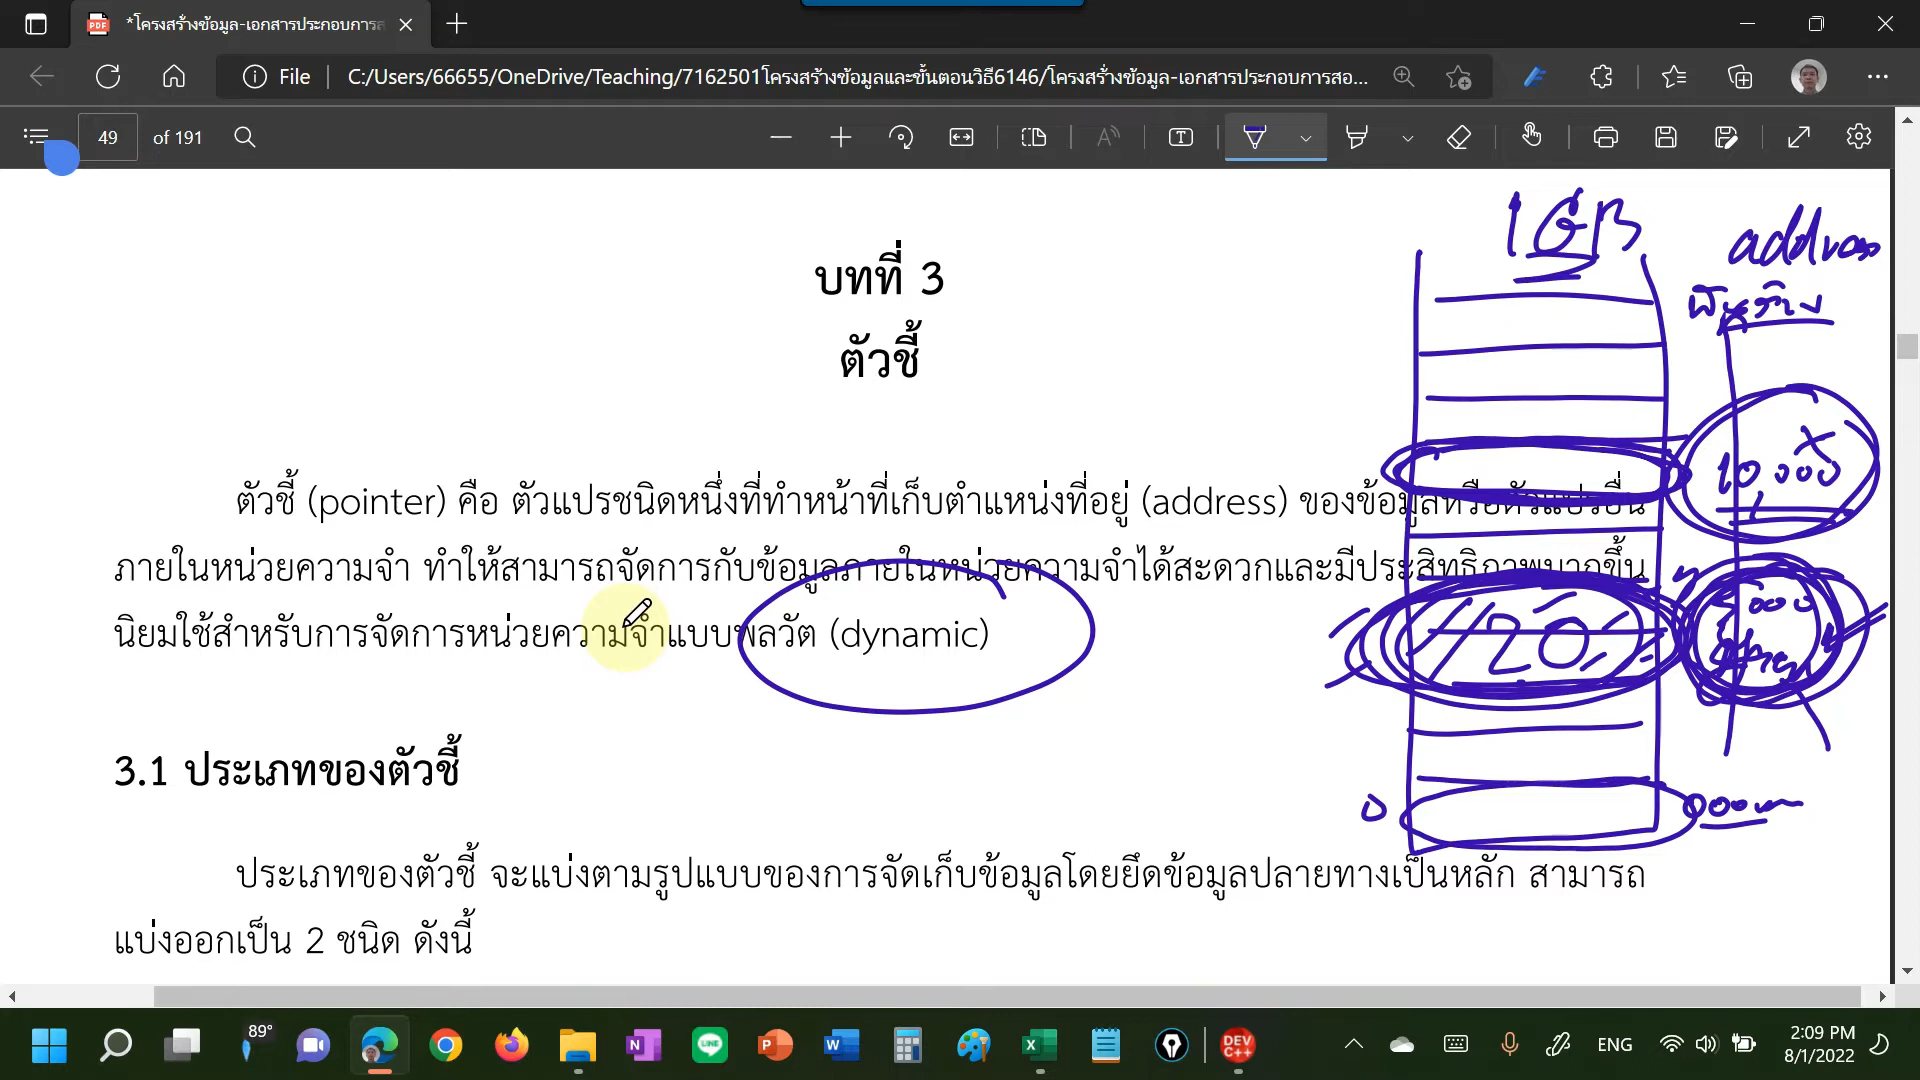 *โครงสร้างข้อมูล-เอกสารประกอบการส
File
C:/Users/66655/OneDrive/Teaching/7162501โครงสร้างข้อมูลและขั้นตอนวิธี6146/โครงสร้างข้อมูล-เอกสารประกอบการสอ...
49 of 191
1GB
address
บทที่ 3
ตัวชี้
10,000
ตัวชี้ (pointer) คือ ตัวแปรชนิดหนึ่งที่ทำหน้าที่เก็บตำแหน่งที่อยู่ (address) ของข้อมูลหรือตัวแปรอื่น
ภายในหน่วยความจำ ทำให้สามารถจัดการกับข้อมูลภายในหน่วยความจำได้สะดวกและมีประสิทธิภาพมากขึ้น
นิยมใช้สำหรับการจัดการหน่วยความจำแบบพลวัต (dynamic)
5000
120
3.1 ประเภทของตัวชี้
0
ประเภทของตัวชี้ จะแบ่งตามรูปแบบของการจัดเก็บข้อมูลโดยยึดข้อมูลปลายทางเป็นหลัก สามารถ
แบ่งออกเป็น 2 ชนิด ดังนี้
89°
DEV
C++
ENG
2:09 PM
8/1/2022